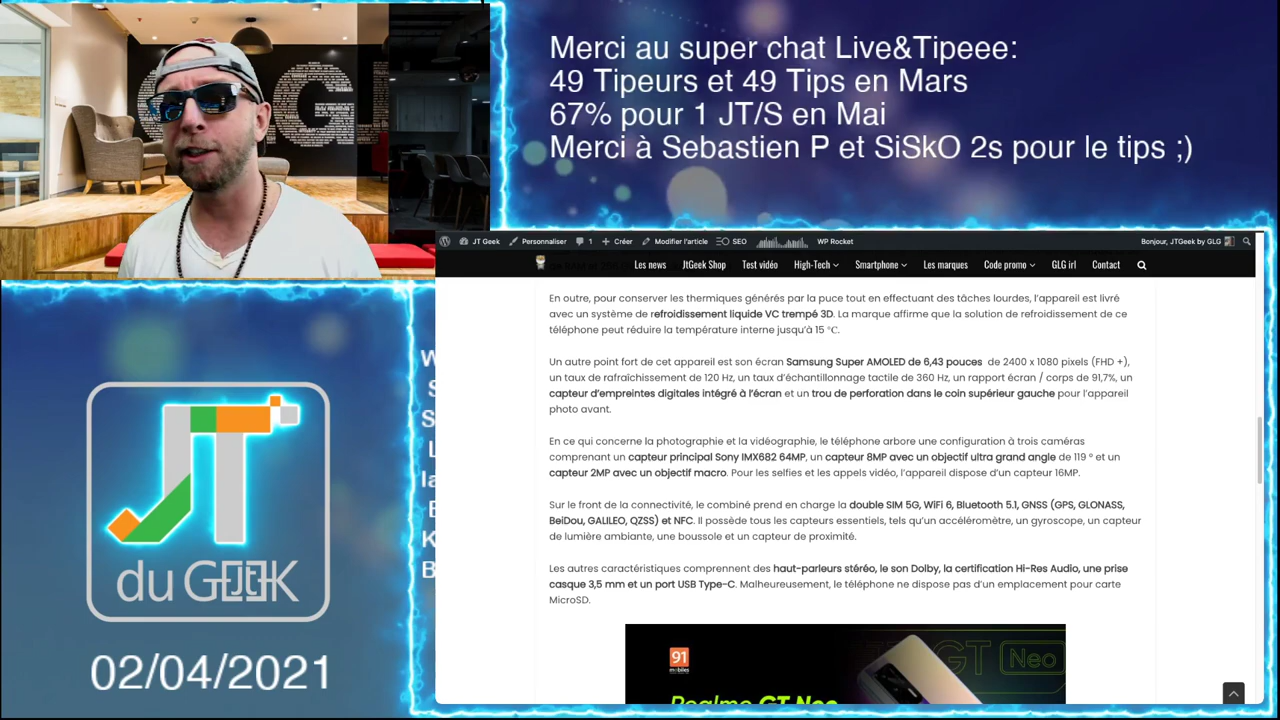 Merci au super chat Live&Tipeee:
49 Tipeurs et 49 Tips en Mars
67% pour 1 JT/S en Mai
Merci à Sebastien P et SiSkO 2s pour le tips ;)
JT Geek Personnaliser 1 Créer Modifier l'article SEO WP Rocket Bonjour, JTGeek by GLG
Les news JtGeek Shop Test vidéo High-Tech Smartphone Les marques Code promo GLG irl Contact
En outre, pour conserver les thermiques générés par la puce tout en effectuant des tâches lourdes, l'appareil est livré
avec un système de refroidissement liquide VC trempé 3D. La marque affirme que la solution de refroidissement de ce
téléphone peut réduire la température interne jusqu'à 15 °C.
Un autre point fort de cet appareil est son écran Samsung Super AMOLED de 6,43 pouces de 2400 x 1080 pixels (FHD +),
un taux de rafraîchissement de 120 Hz, un taux d'échantillonnage tactile de 360 Hz, un rapport écran / corps de 91,7%, un
capteur d'empreintes digitales intégré à l'écran et un trou de perforation dans le coin supérieur gauche pour l'appareil
photo avant.
En ce qui concerne la photographie et la vidéographie, le téléphone arbore une configuration à trois caméras
comprenant un capteur principal Sony IMX682 64MP, un capteur 8MP avec un objectif ultra grand angle de 119 ° et un
capteur 2MP avec un objectif macro. Pour les selfies et les appels vidéo, l'appareil dispose d'un capteur 16MP.
Sur le front de la connectivité, le combiné prend en charge la double SIM 5G, WiFi 6, Bluetooth 5.1, GNSS (GPS, GLONASS,
BeiDou, GALILEO, QZSS) et NFC. Il possède tous les capteurs essentiels, tels qu'un accéléromètre, un gyroscope, un capteur
de lumière ambiante, une boussole et un capteur de proximité.
Les autres caractéristiques comprennent des haut-parleurs stéréo, le son Dolby, la certification Hi-Res Audio, une prise
casque 3,5 mm et un port USB Type-C. Malheureusement, le téléphone ne dispose pas d'un emplacement pour carte
MicroSD.
91
mobiles
GT Neo
Realme GT Neo
JT
du GEEK
02/04/2021
W
S
S
L
la
E
K
B